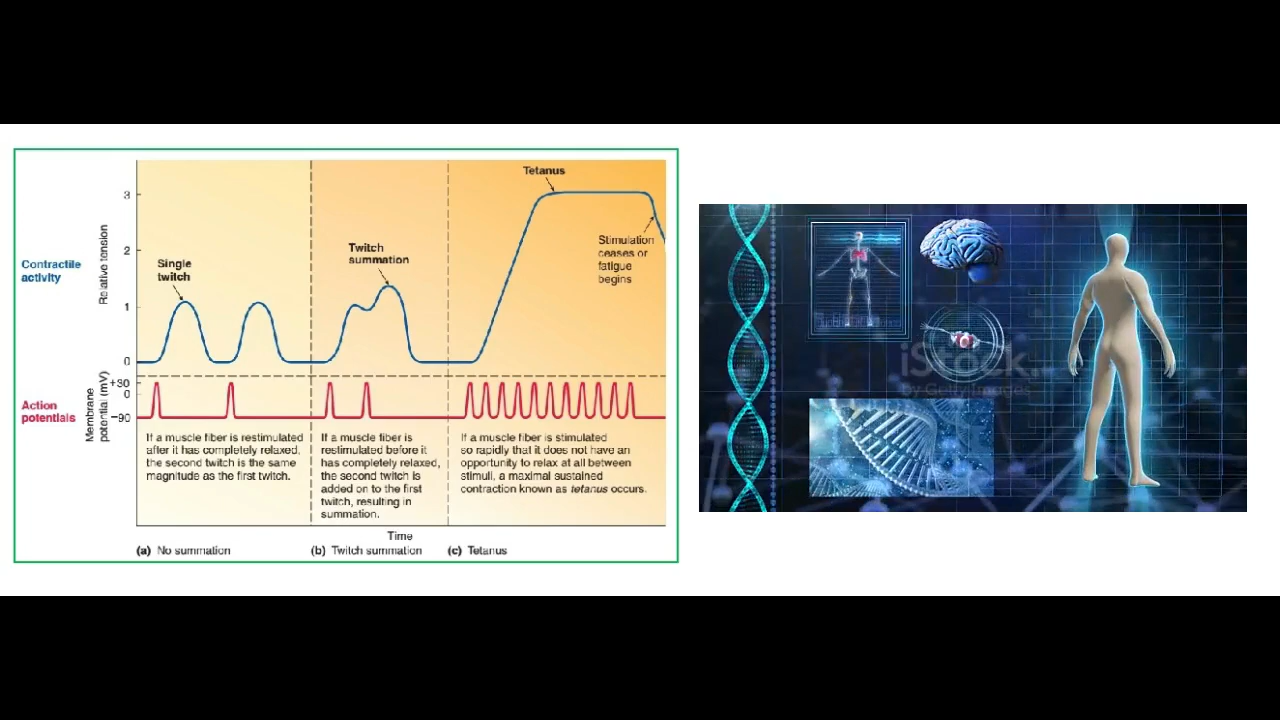 Tetanus
3
Stimulation
ceases or
fatigue
begins
Twitch
summation
2
Contractile
activity
Relative tension
Single
twitch
1
0
Action
potentials
Membrane
potential (mV)
+30
0
−90
If a muscle fiber is restimulated
after it has completely relaxed,
the second twitch is the same
magnitude as the first twitch.
If a muscle fiber is
restimulated before it
has completely relaxed,
the second twitch is
added on to the first
twitch, resulting in
summation.
If a muscle fiber is stimulated
so rapidly that it does not have an
opportunity to relax at all between
stimuli, a maximal sustained
contraction known as tetanus occurs.
Time
(a) No summation
(b) Twitch summation
(c) Tetanus
iStock
by Getty Images